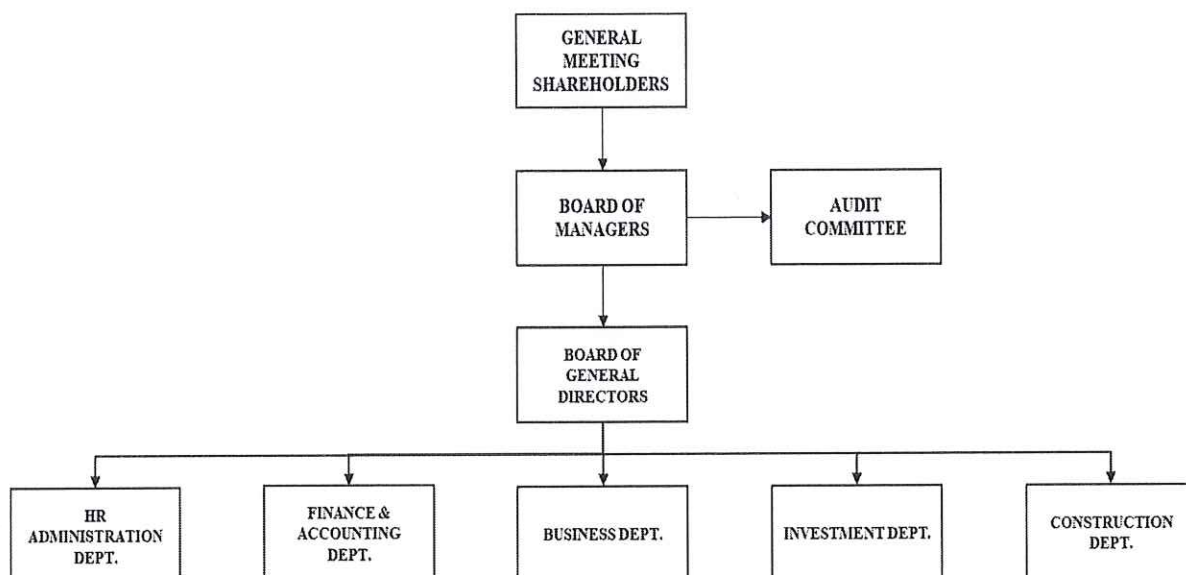 GENERAL
MEETING
SHAREHOLDERS
BOARD OF
MANAGERS
AUDIT
COMMITTEE
BOARD OF
GENERAL
DIRECTORS
HR
ADMINISTRATION
DEPT.
FINANCE &
ACCOUNTING
DEPT.
BUSINESS DEPT.
INVESTMENT DEPT.
CONSTRUCTION
DEPT.